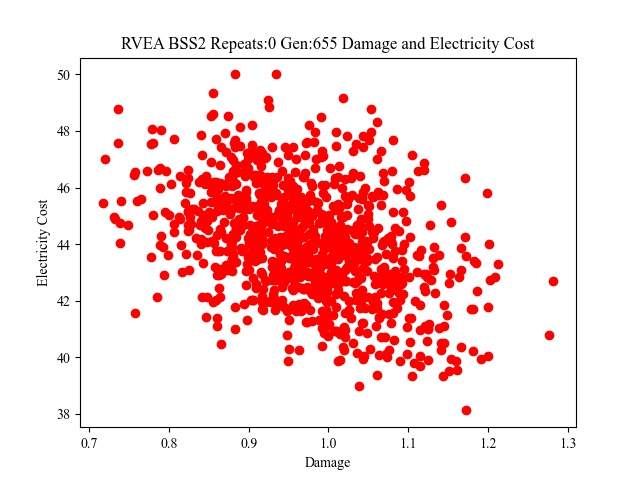 RVEA BSS2 Repeats:0 Gen:655 Damage and Electricity Cost
50
48
46
44
42
40
38
Electricity Cost
0.7 0.8 0.9 1.0 1.1 1.2 1.3
Damage